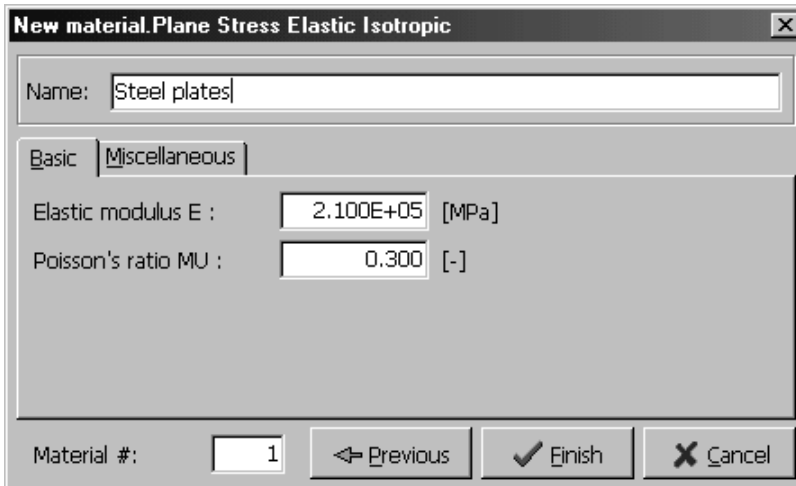 New material.Plane Stress Elastic Isotropic
Name: Steel plates
Basic Miscellaneous
Elastic modulus E : 2.100E+05 [MPa]
Poisson's ratio MU : 0.300 [-]
Material #: 1 Previous Finish Cancel